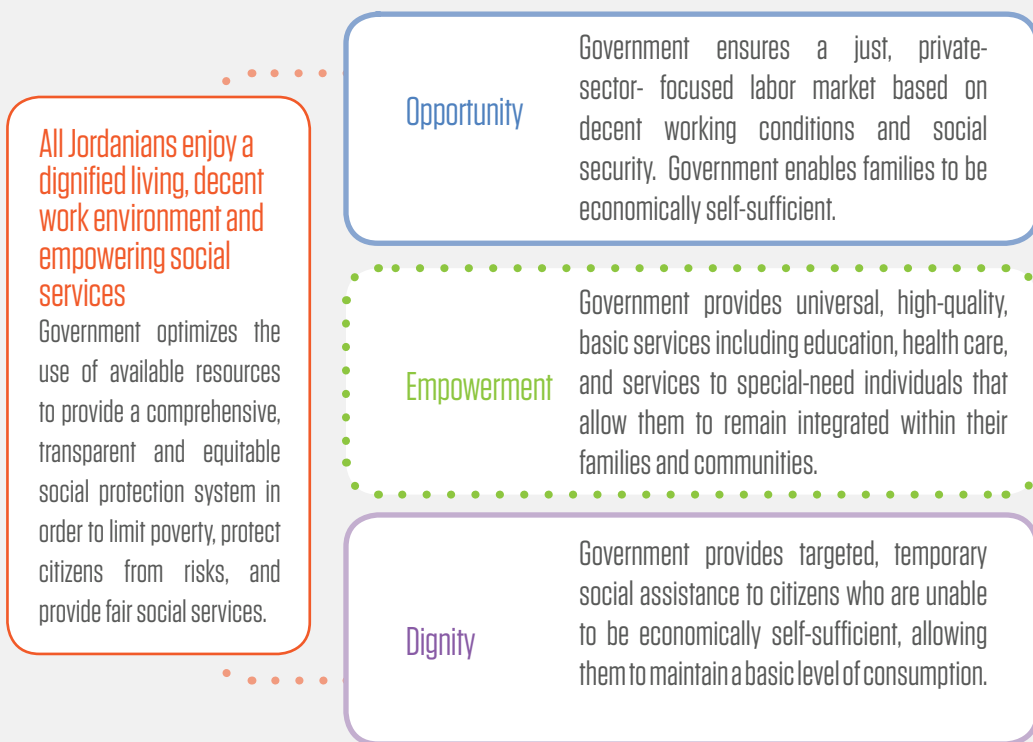 All Jordanians enjoy a
dignified living, decent
work environment and
empowering social
services
Government optimizes the
use of available resources
to provide a comprehensive,
transparent and equitable
social protection system in
order to limit poverty, protect
citizens from risks, and
provide fair social services.
Opportunity
Government ensures a just, private-
sector- focused labor market based on
decent working conditions and social
security. Government enables families to be
economically self-sufficient.
Empowerment
Government provides universal, high-quality,
basic services including education, health care,
and services to special-need individuals that
allow them to remain integrated within their
families and communities.
Dignity
Government provides targeted, temporary
social assistance to citizens who are unable
to be economically self-sufficient, allowing
them to maintain a basic level of consumption.